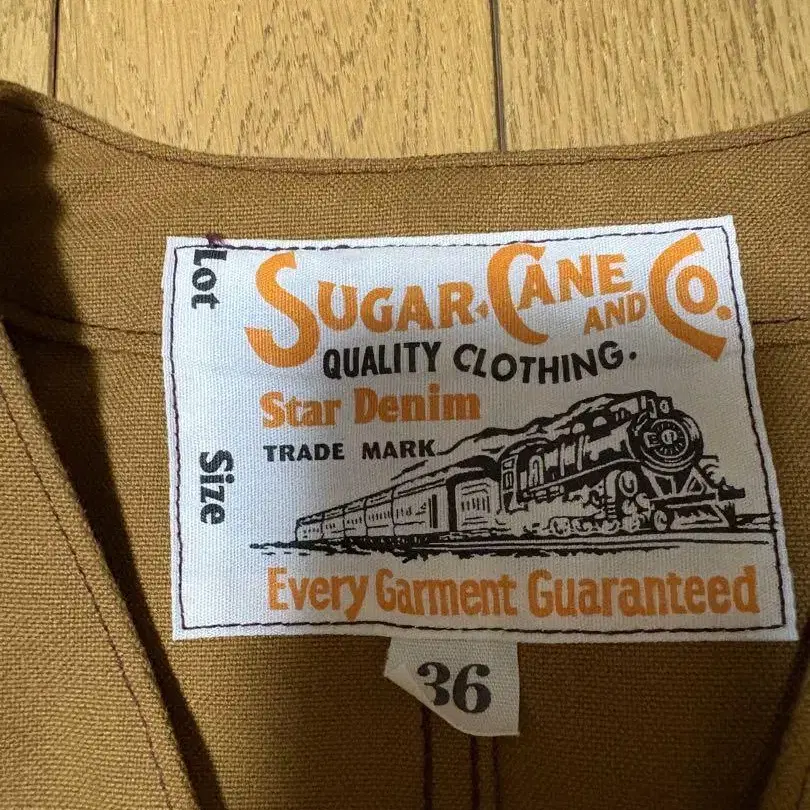 Lot
Size
SUGAR CANE AND CO.
QUALITY CLOTHING.
Star Denim
TRADE MARK
Every Garment Guaranteed
36